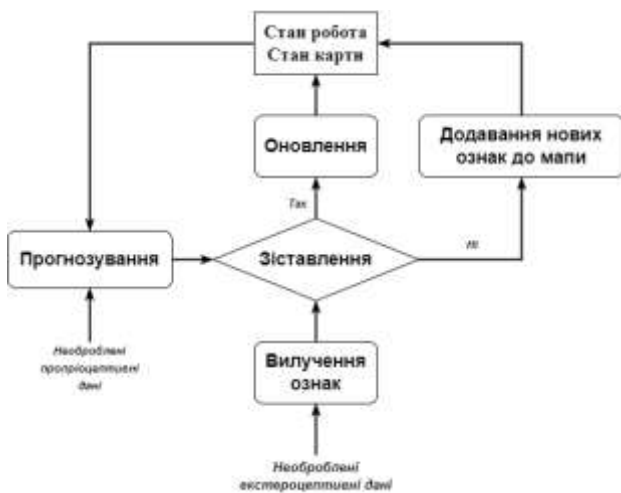 Стан робота
Стан карти
Оновлення
Додавання нових
ознак до мапи
Так
Прогнозування
Зіставлення
Ні
Необроблені
пропріоцептивні
дані
Вилучення
ознак
Необроблені
екстероцептивні дані